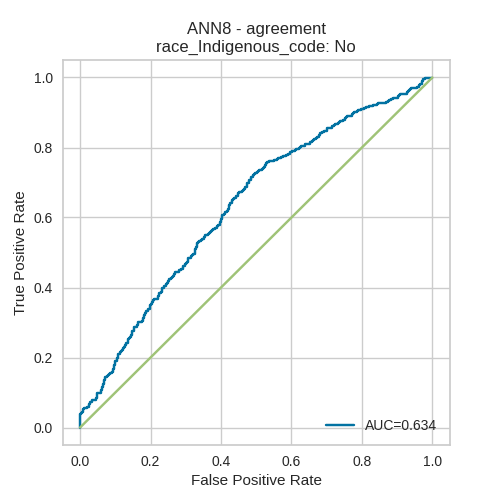 ANN8 - agreement
race_Indigenous_code: No
1.0
0.8
0.6
0.4
0.2
0.0
True Positive Rate
AUC=0.634
0.0 0.2 0.4 0.6 0.8 1.0
False Positive Rate